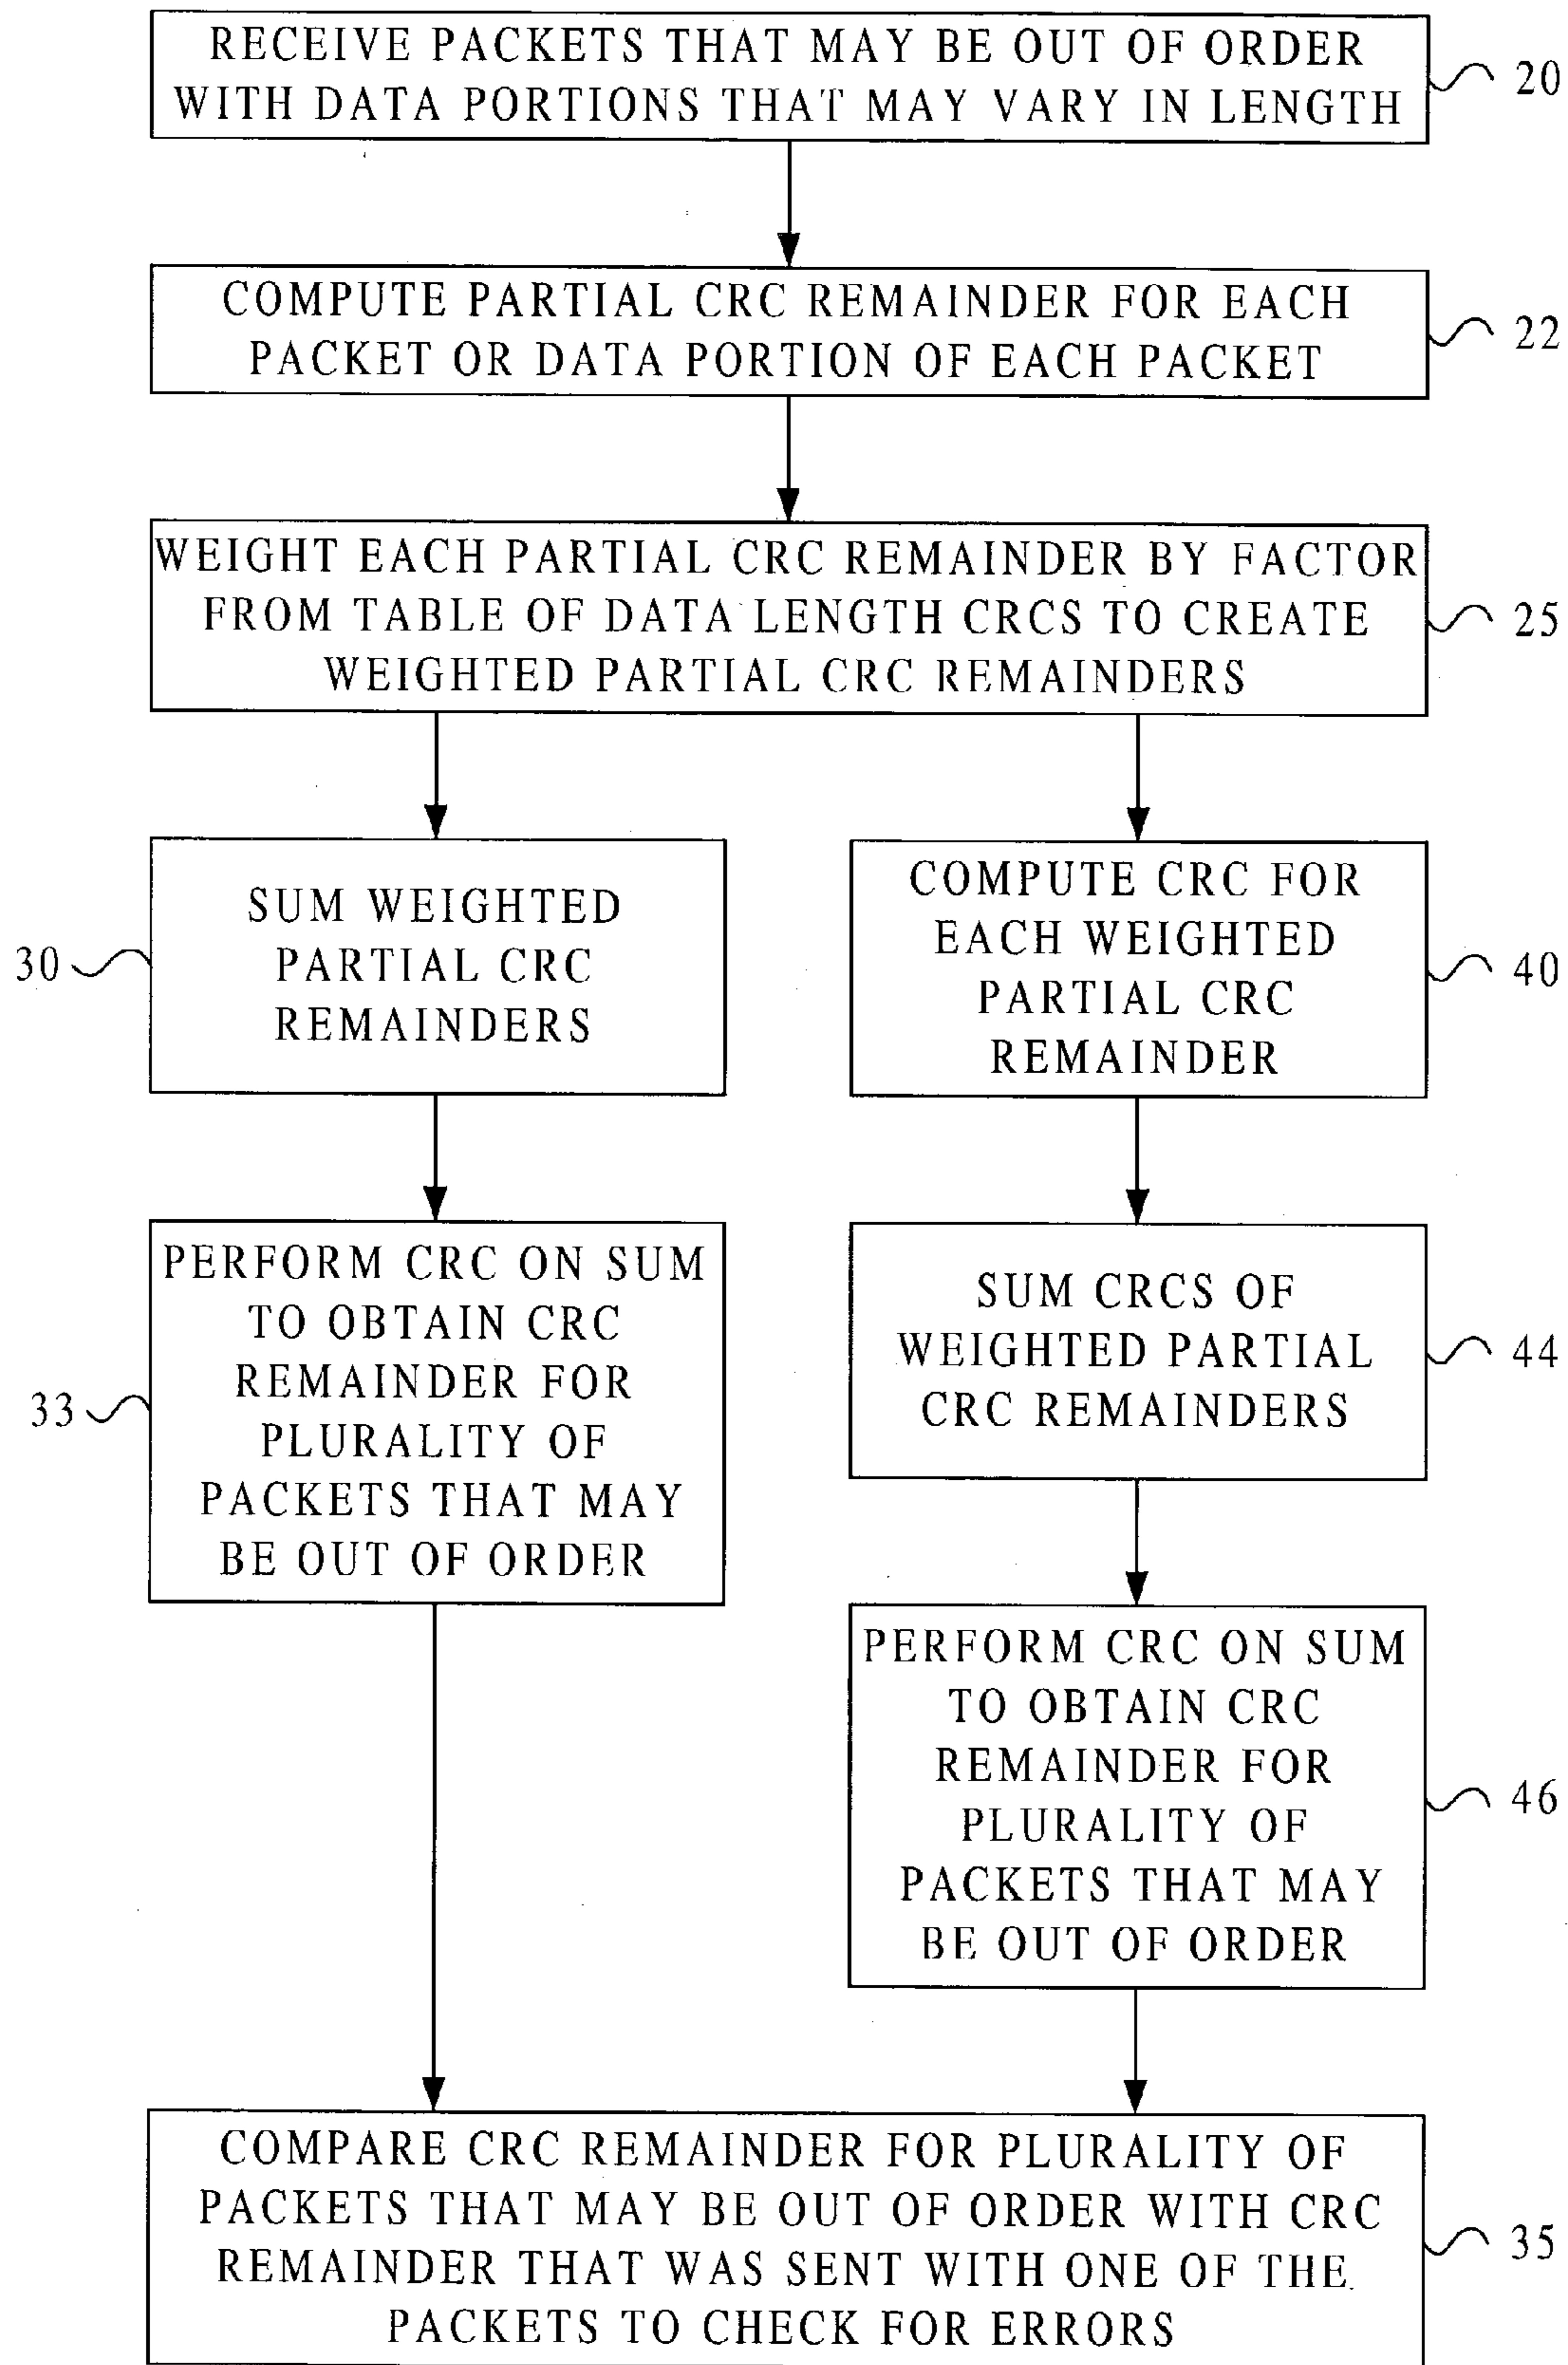 RECEIVE PACKETS THAT MAY BE OUT OF ORDER
WITH DATA PORTIONS THAT MAY VARY IN LENGTH
20
COMPUTE PARTIAL CRC REMAINDER FOR EACH
PACKET OR DATA PORTION OF EACH PACKET
22
WEIGHT EACH PARTIAL CRC REMAINDER BY FACTOR
FROM TABLE OF DATA LENGTH CRCS TO CREATE
WEIGHTED PARTIAL CRC REMAINDERS
25
SUM WEIGHTED
PARTIAL CRC
REMAINDERS
30
COMPUTE CRC FOR
EACH WEIGHTED
PARTIAL CRC
REMAINDER
40
PERFORM CRC ON SUM
TO OBTAIN CRC
REMAINDER FOR
PLURALITY OF
PACKETS THAT MAY
BE OUT OF ORDER
33
SUM CRCS OF
WEIGHTED PARTIAL
CRC REMAINDERS
44
PERFORM CRC ON SUM
TO OBTAIN CRC
REMAINDER FOR
PLURALITY OF
PACKETS THAT MAY
BE OUT OF ORDER
46
COMPARE CRC REMAINDER FOR PLURALITY OF
PACKETS THAT MAY BE OUT OF ORDER WITH CRC
REMAINDER THAT WAS SENT WITH ONE OF THE
PACKETS TO CHECK FOR ERRORS
35